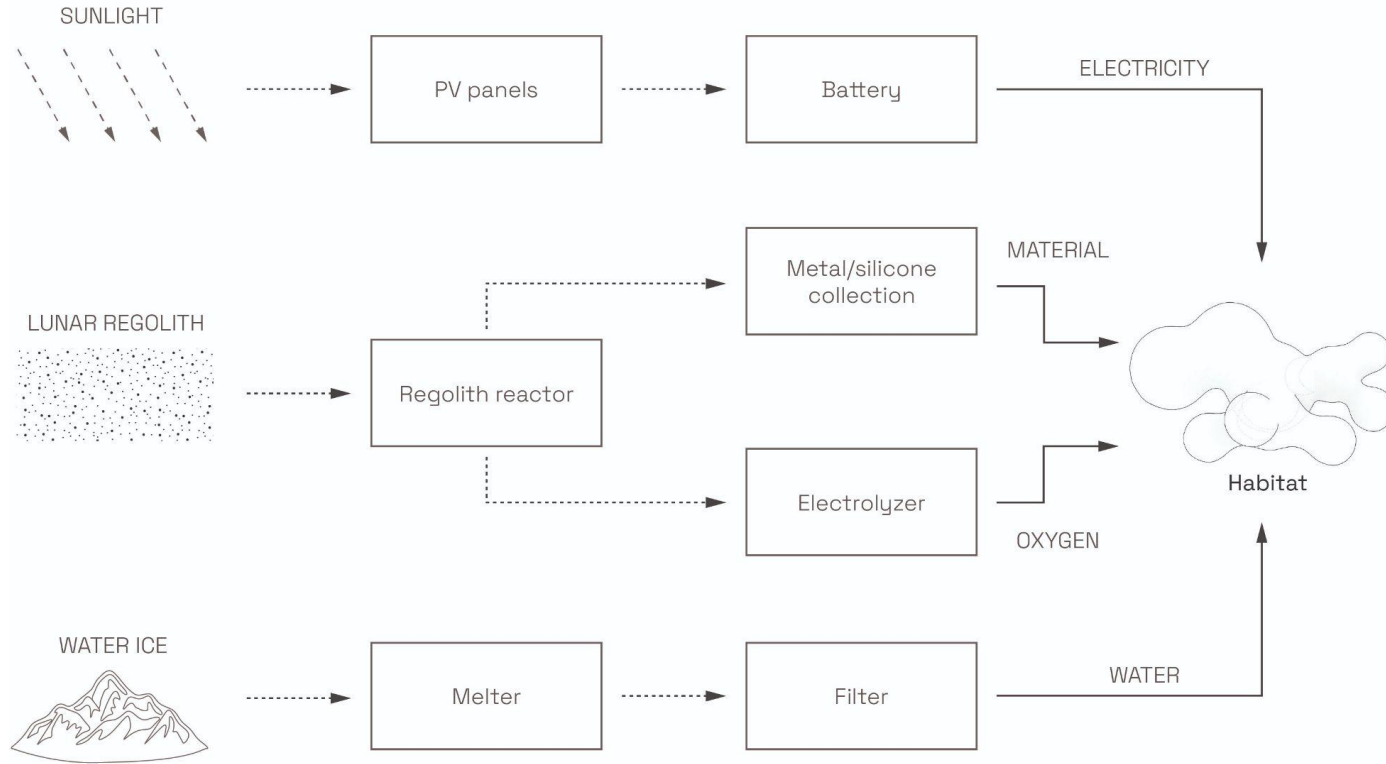 SUNLIGHT
PV panels
Battery
ELECTRICITY
Metal/silicone
collection
MATERIAL
LUNAR REGOLITH
Regolith reactor
Habitat
Electrolyzer
OXYGEN
WATER ICE
Melter
Filter
WATER